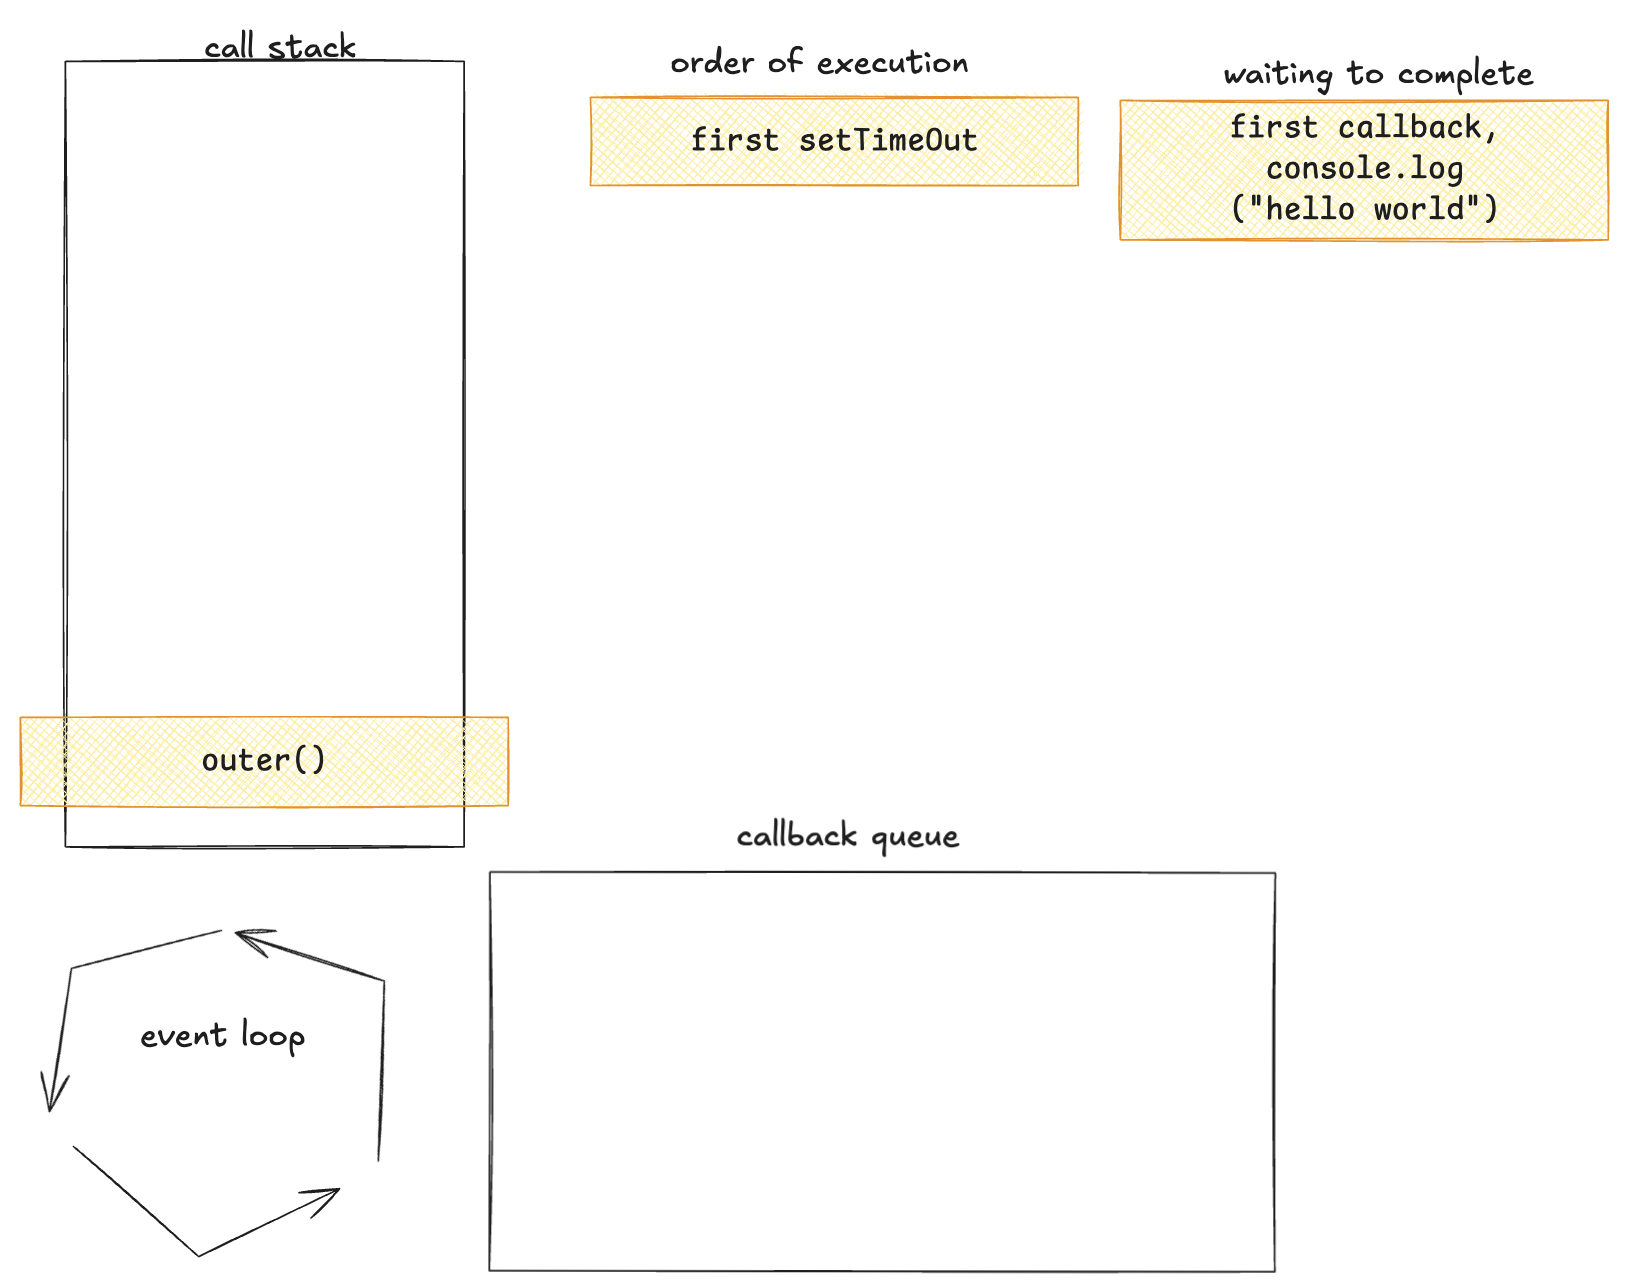 call stack
order of execution
waiting to complete
first setTimeOut
first callback,
console.log
("hello world")
outer()
callback queue
event loop